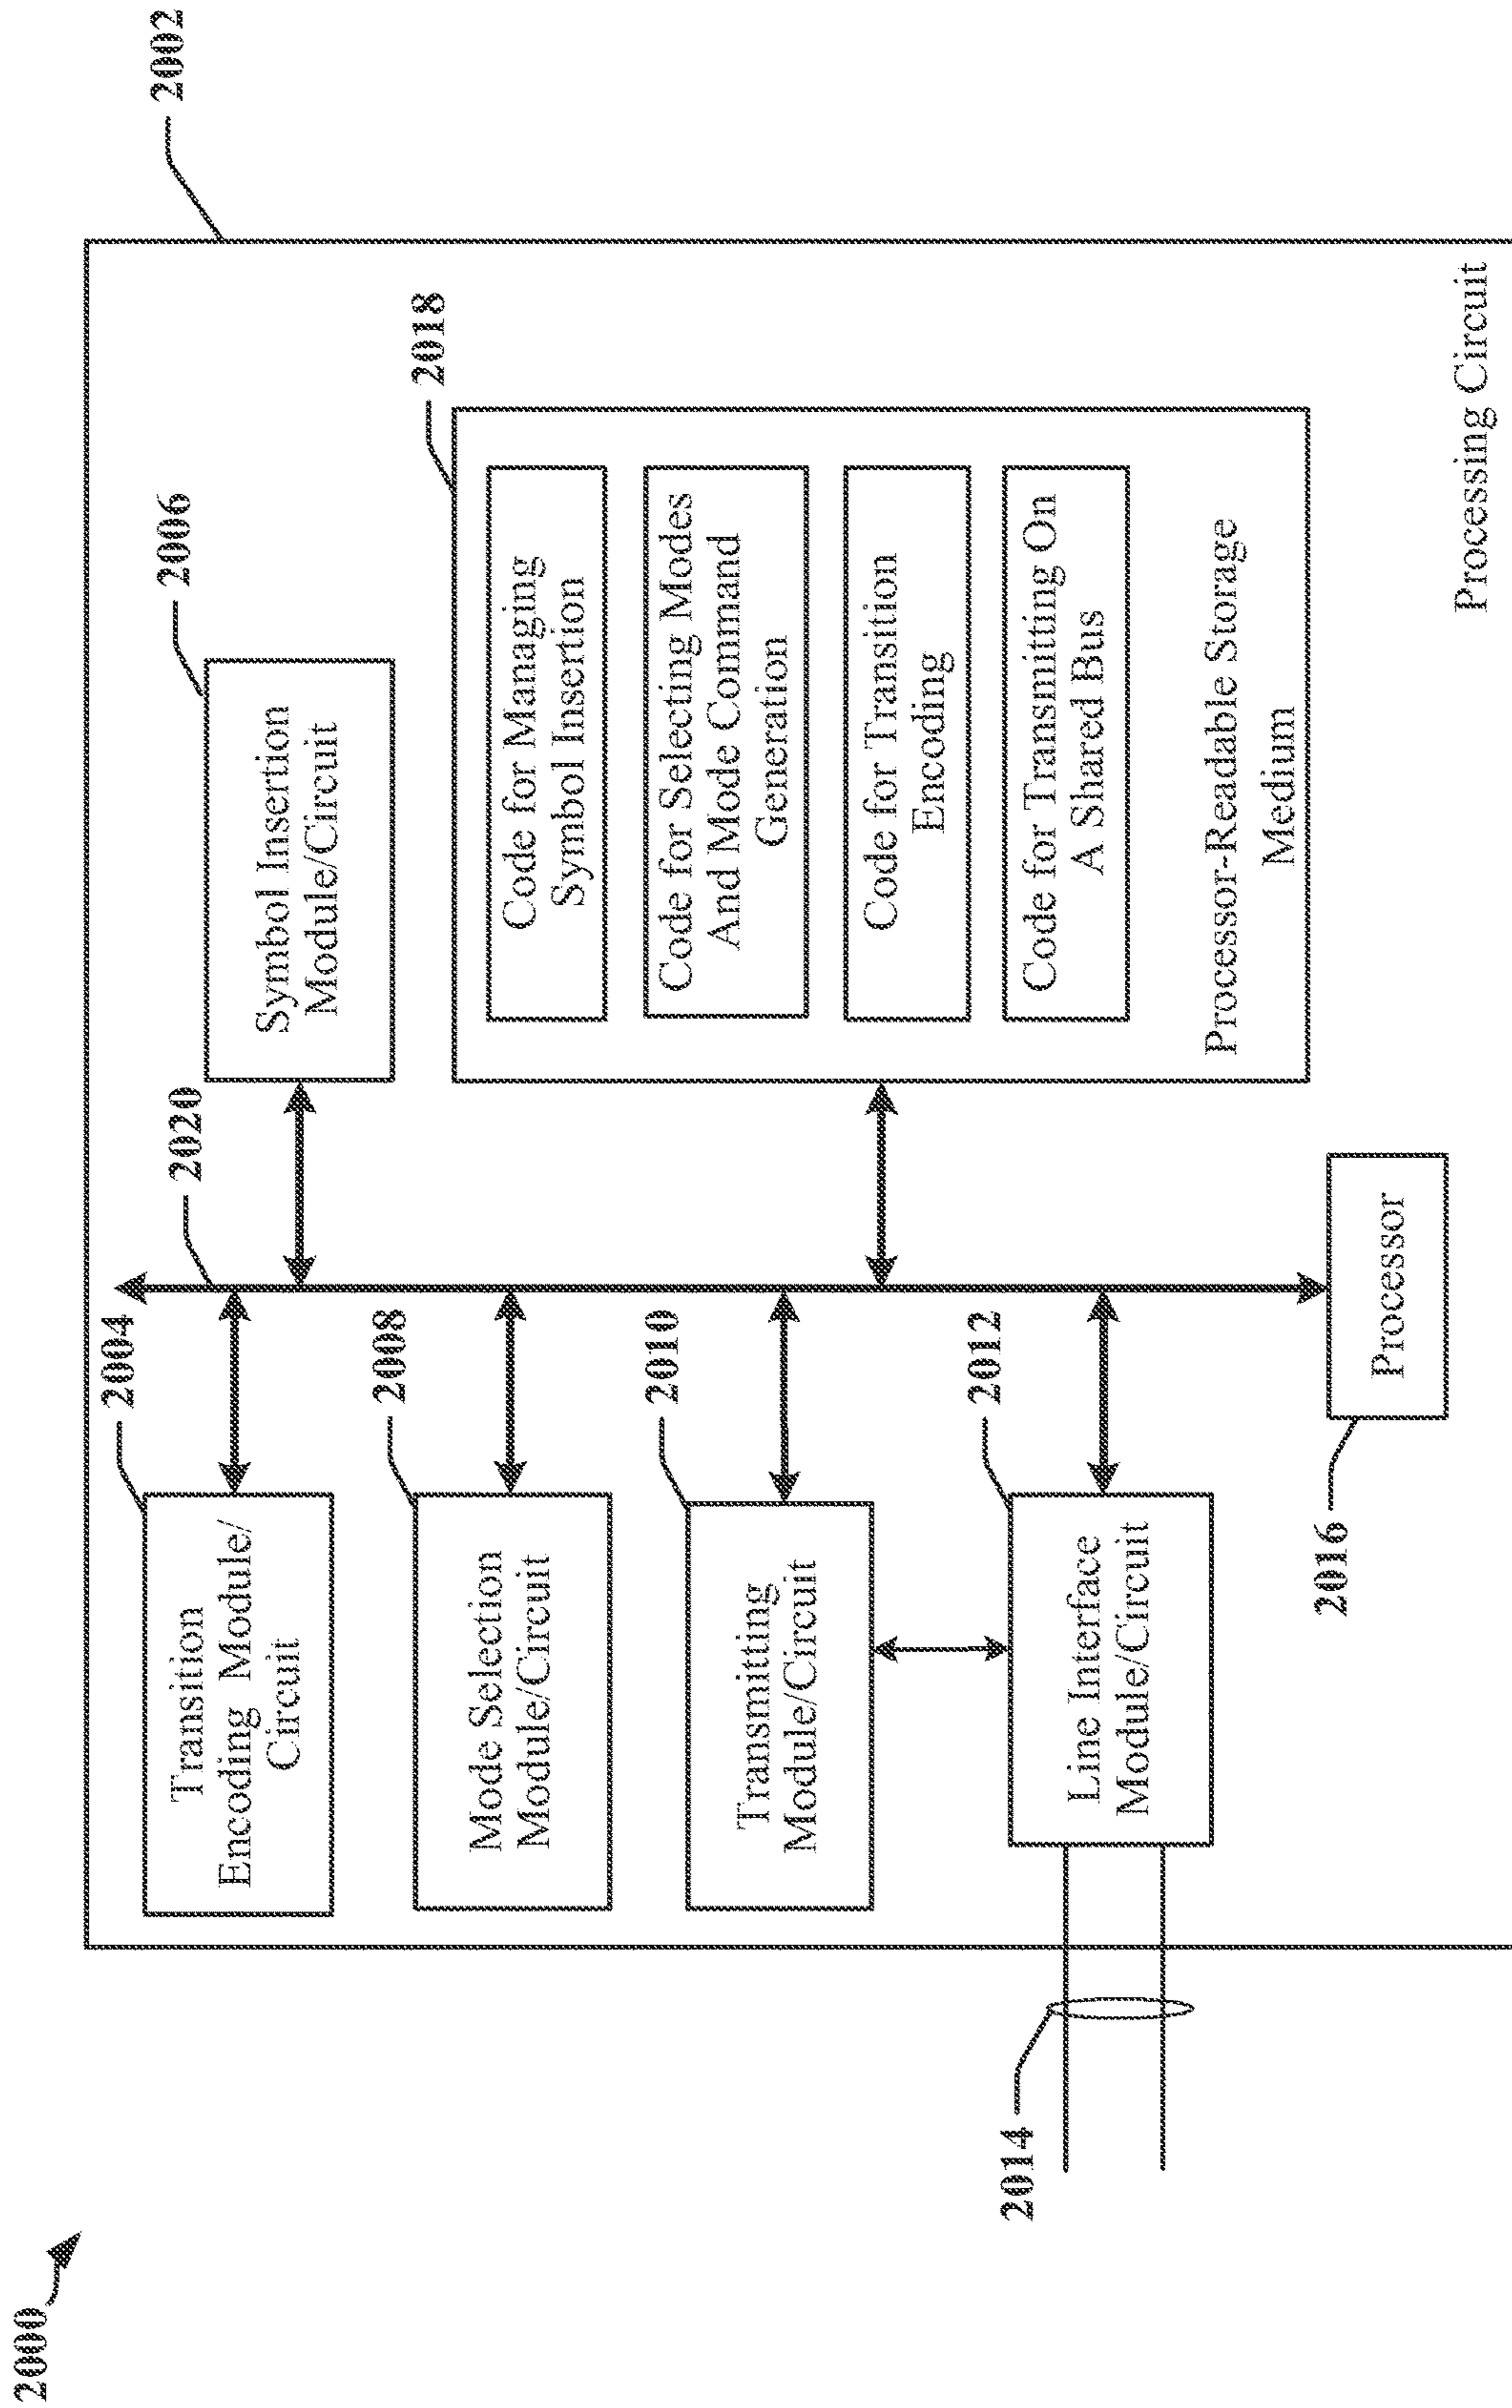 2000
2002
2004
Transition
Encoding Module/
Circuit
2020
2006
Symbol Insertion
Module/Circuit
2008
Mode Selection
Module/Circuit
2018
Code for Managing
Symbol Insertion
Code for Selecting Modes
And Mode Command
Generation
Code for Transition
Encoding
Code for Transmitting On
A Shared Bus
Processor-Readable Storage
Medium
2010
Transmitting
Module/Circuit
2012
Line Interface
Module/Circuit
2014
2016
Processor
Processing Circuit